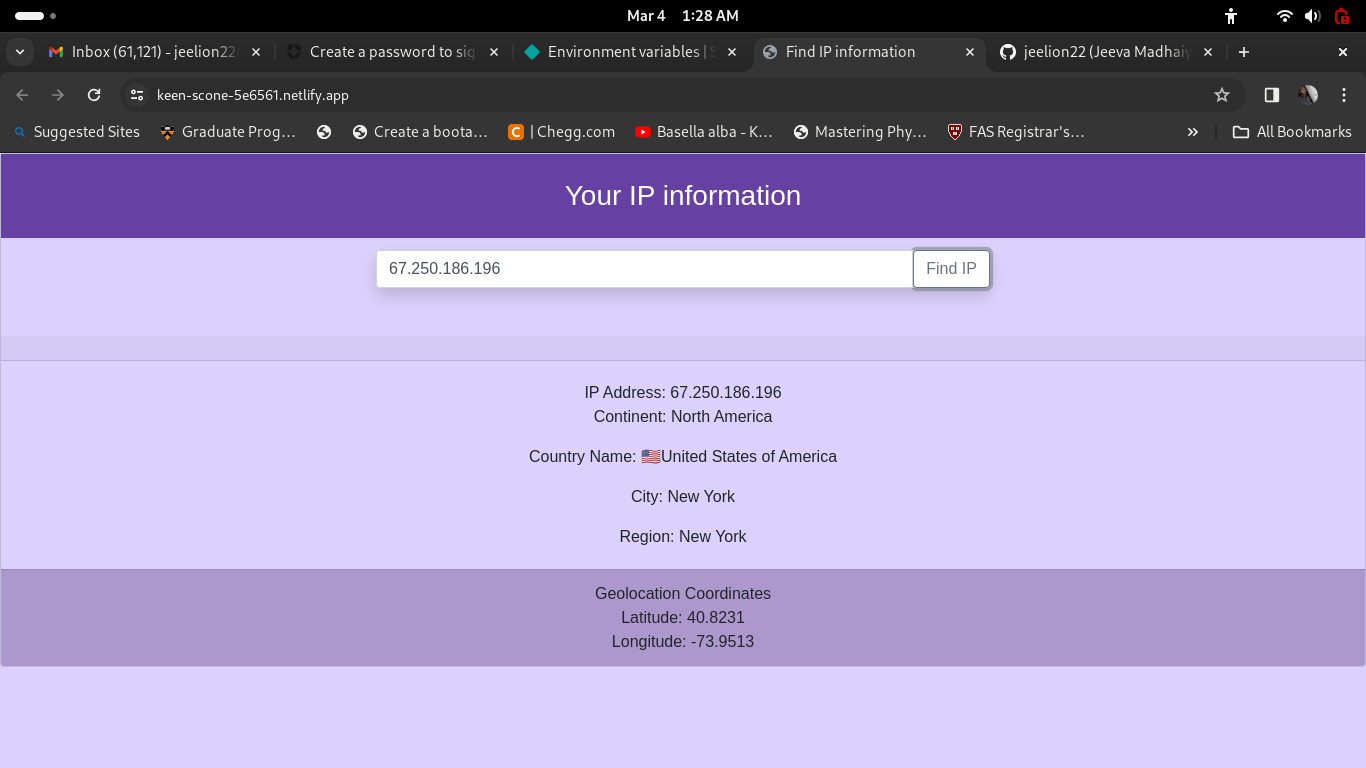 Mar 4 1:28 AM
Inbox (61,121) - jeelion22
Create a password to sig
Environment variables | S
Find IP information
jeelion22 (Jeeva Madhaiy
keen-scone-5e6561.netlify.app
Suggested Sites
Graduate Prog...
Create a boota...
| Chegg.com
Basella alba - K...
Mastering Phy...
FAS Registrar's...
All Bookmarks
Your IP information
67.250.186.196
Find IP
IP Address: 67.250.186.196
Continent: North America
Country Name: 🇺🇸United States of America
City: New York
Region: New York
Geolocation Coordinates
Latitude: 40.8231
Longitude: -73.9513